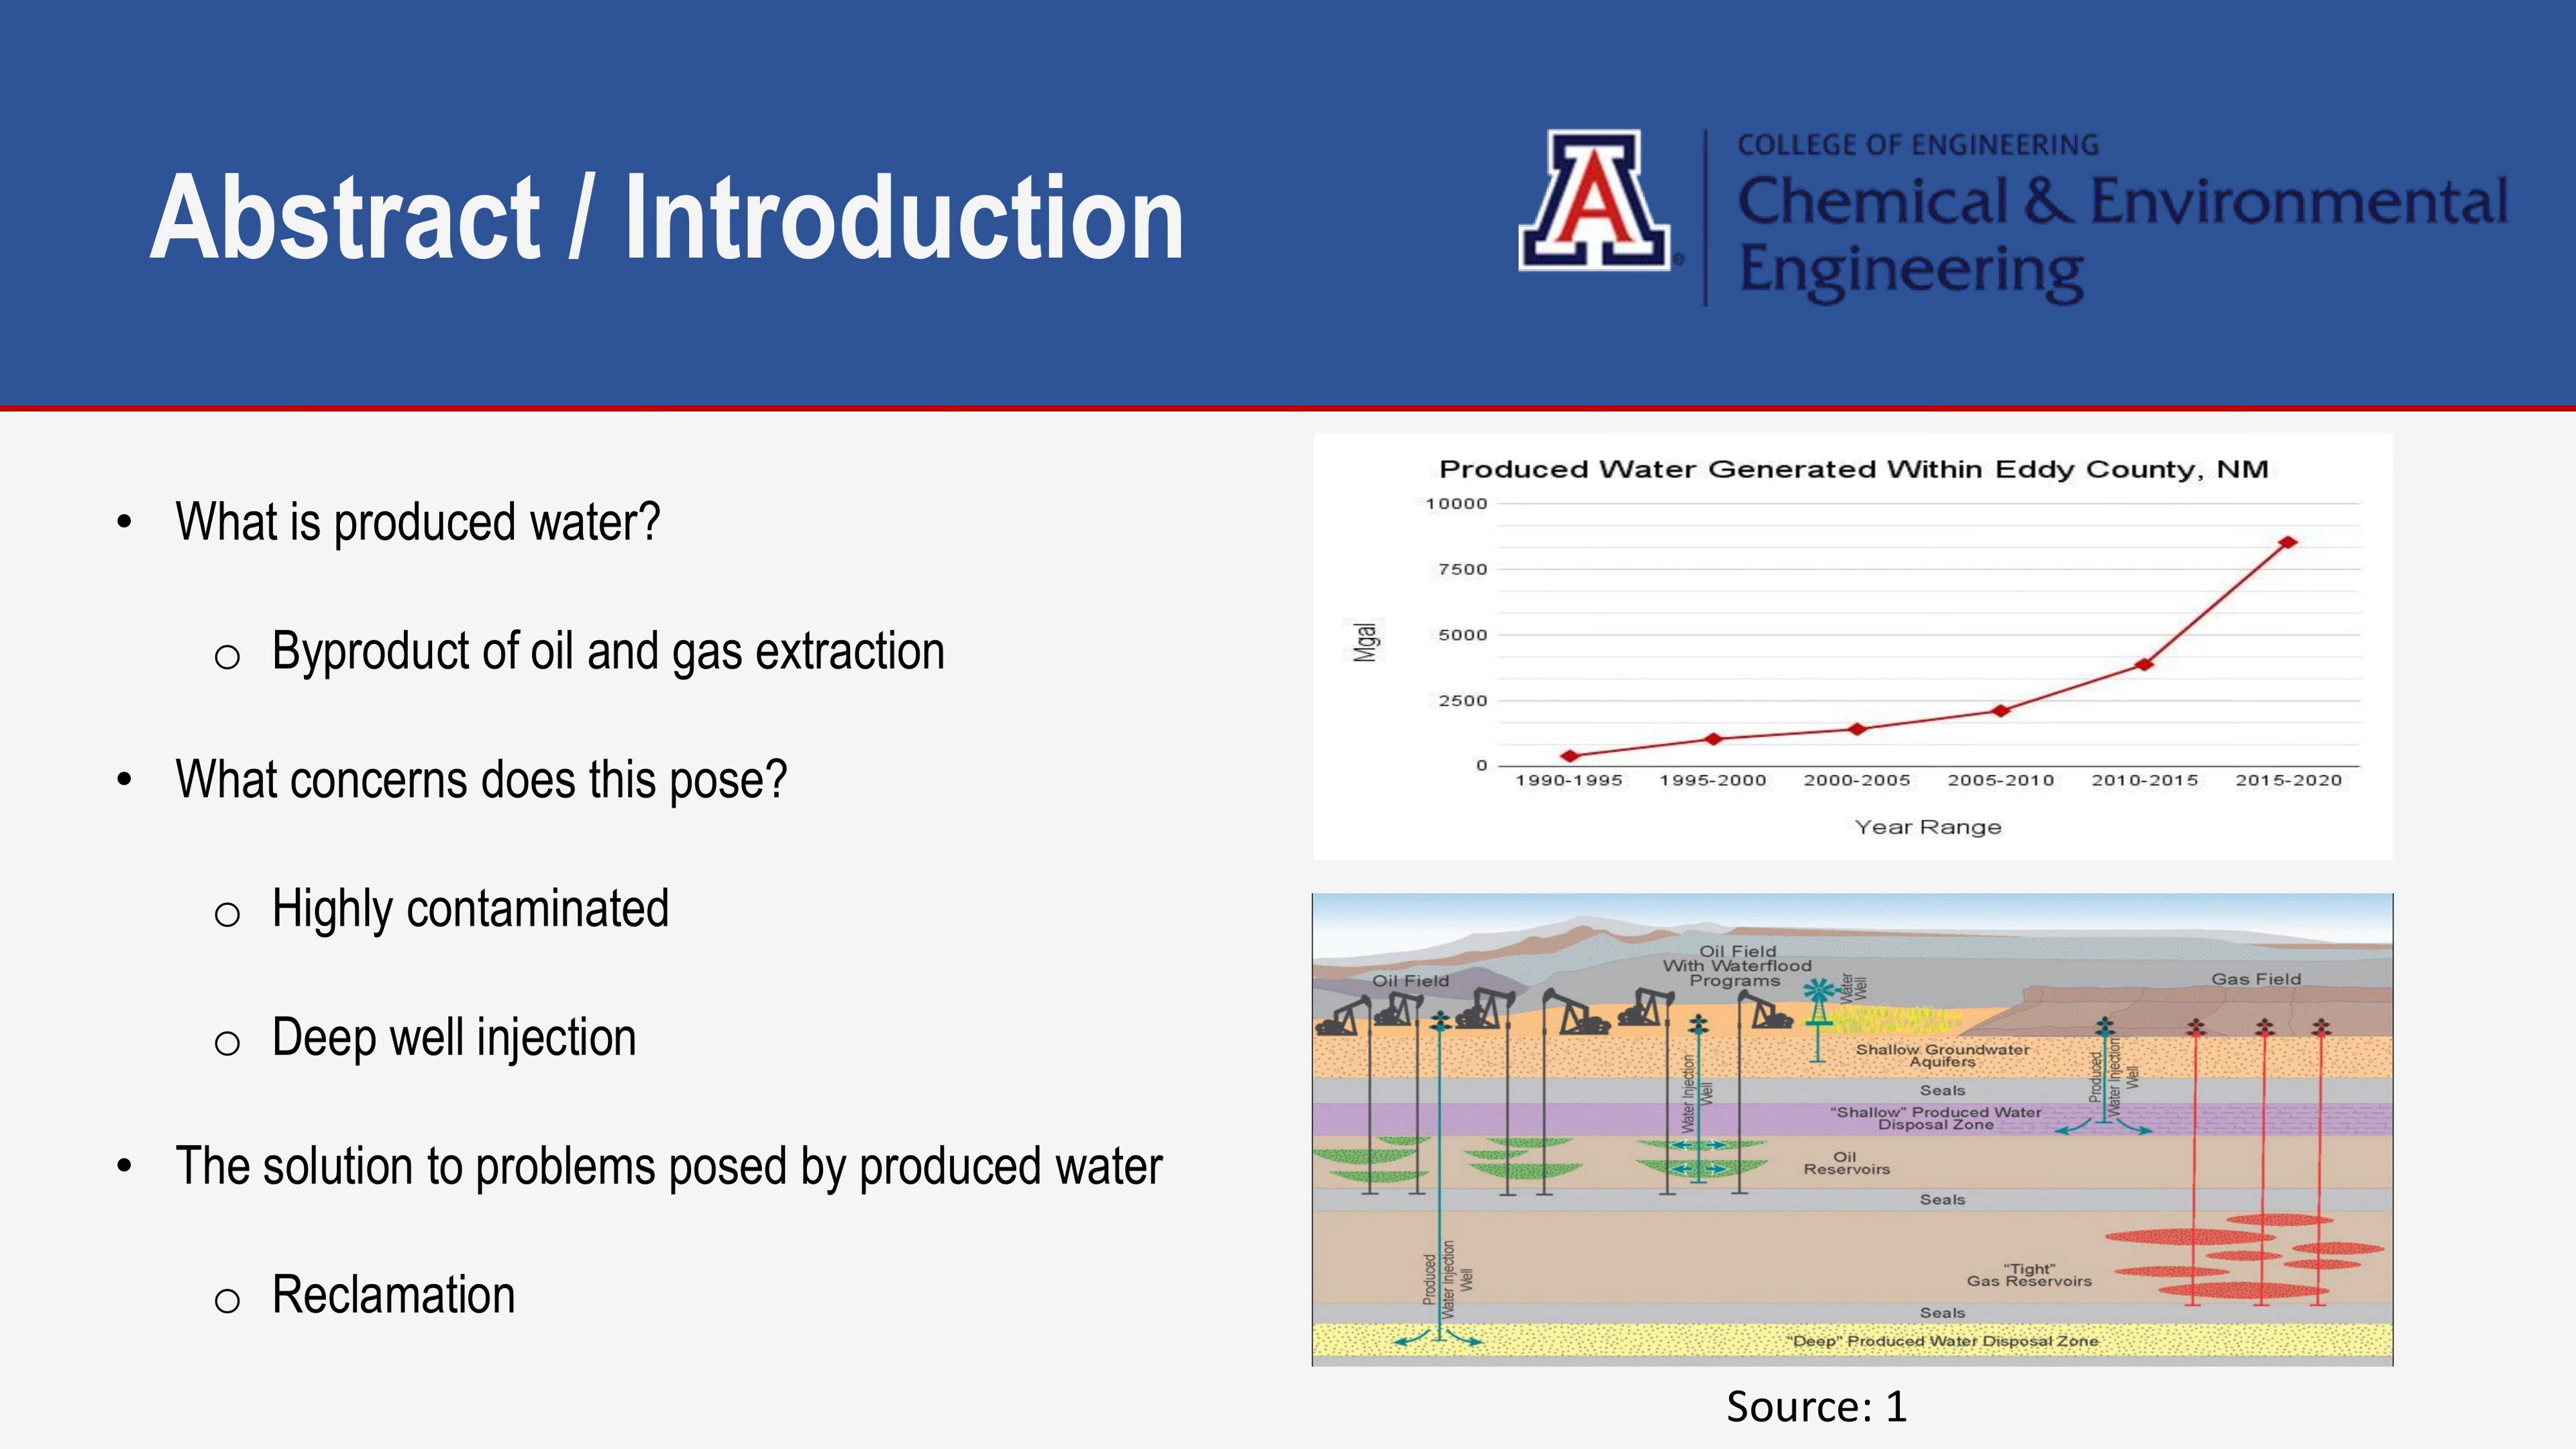 Abstract / Introduction
COLLEGE OF ENGINEERING
Chemical & Environmental
Engineering
• What is produced water?
o Byproduct of oil and gas extraction
• What concerns does this pose?
o Highly contaminated
o Deep well injection
• The solution to problems posed by produced water
o Reclamation
Produced Water Generated Within Eddy County, NM
10000
7500
5000
2500
0
Mgal
1990-1995 1995-2000 2000-2005 2005-2010 2010-2015 2015-2020
Year Range
Oil Field
Oil Field
With Waterflood
Programs
Water
Well
Gas Field
Shallow Groundwater
Aquifers
Seals
"Shallow" Produced Water
Disposal Zone
Water Injection
Well
Produced
Water Injection
Well
Oil
Reservoirs
Seals
"Tight"
Gas Reservoirs
Produced
Water Injection
Well
Seals
"Deep" Produced Water Disposal Zone
Source: 1
A
®